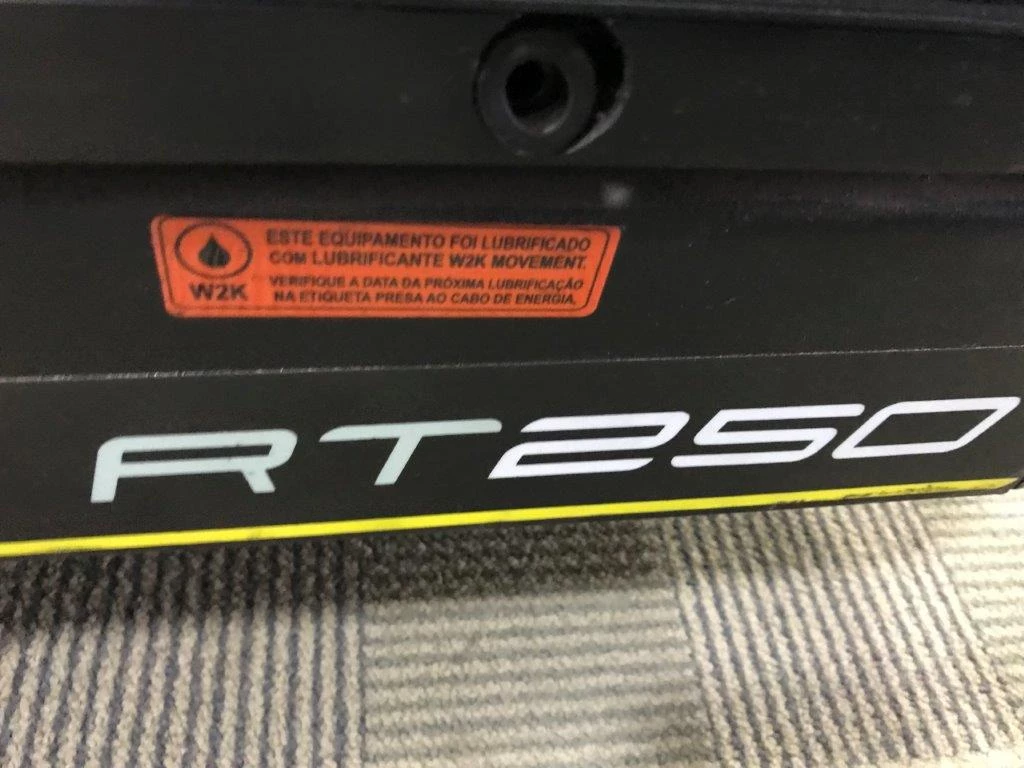 ESTE EQUIPAMENTO FOI LUBRIFICADO
COM LUBRIFICANTE W2K MOVEMENT.
VERIFIQUE A DATA DA PRÓXIMA LUBRIFICAÇÃO
NA ETIQUETA PRESA AO CABO DE ENERGIA.
W2K
RT250